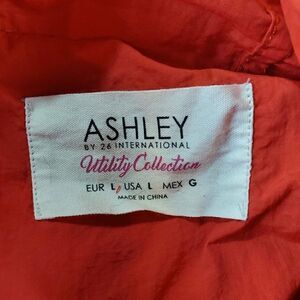 ASHLEY
BY 26 INTERNATIONAL
Utility Collection
EUR L USA L MEX G
MADE IN CHINA